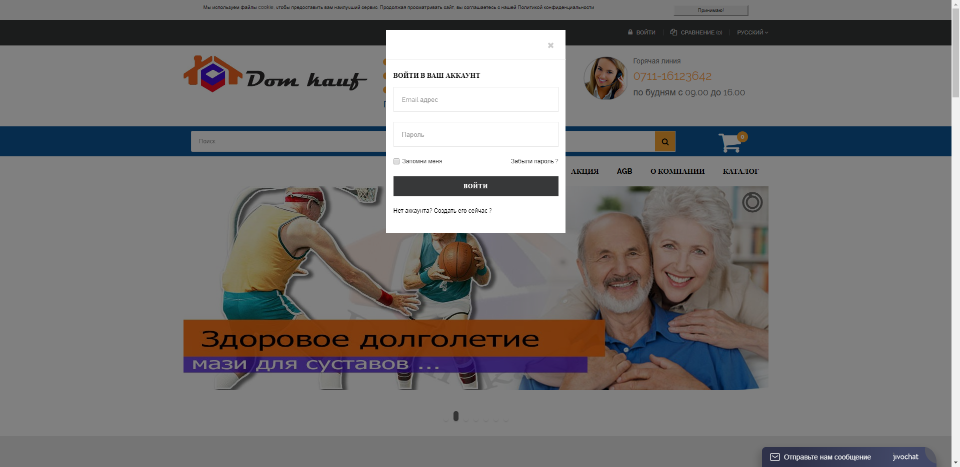 Мы используем файлы cookie, чтобы предоставить вам наилучший сервис. Продолжая просматривать сайт, вы соглашаетесь с нашей Политикой конфиденциальности
Принимаю!
ВОЙТИ
СРАВНЕНИЕ (0)
РУССКИЙ
Dom kauf
Горячая линия
0711-16123642
по будням с 09.00 до 16.00
ВОЙТИ В ВАШ АККАУНТ
Email адрес
Пароль
Запомни меня
Забыли пароль ?
ВОЙТИ
Нет аккаунта? Создать его сейчас ?
Поиск
0
АКЦИЯ
AGB
О КОМПАНИИ
КАТАЛОГ
Здоровое долголетие
мази для суставов ...
Отправьте нам сообщение
jivochat